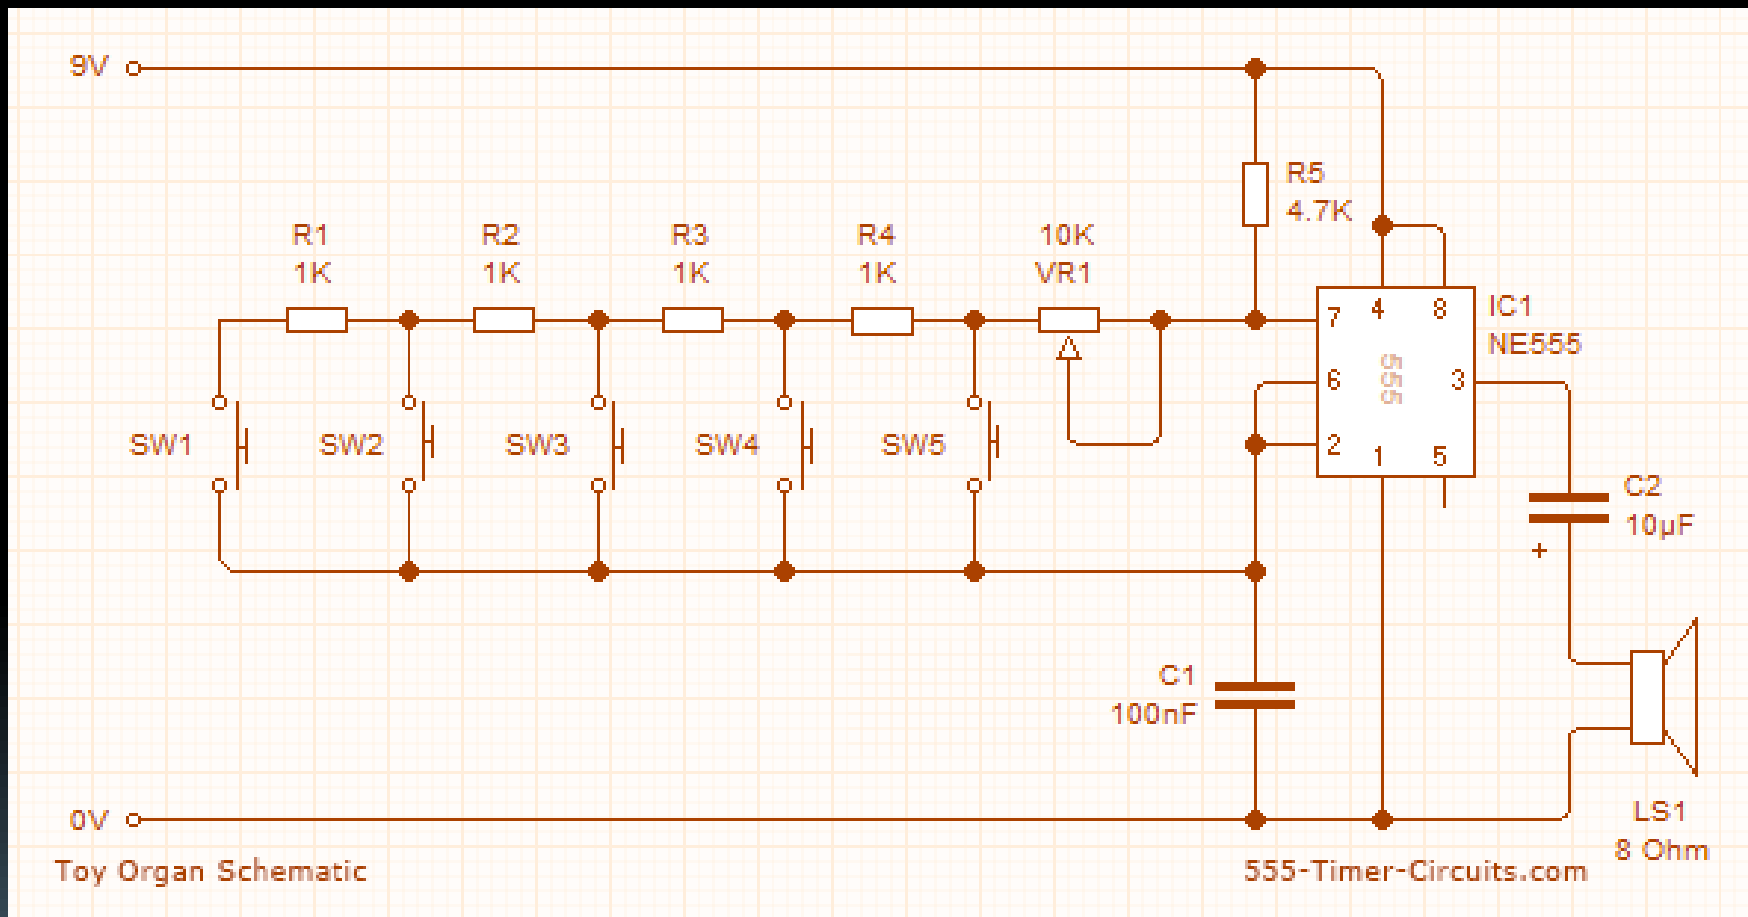 9V
R5
4.7K
R1
1K
R2
1K
R3
1K
R4
1K
10K
VR1
IC1
NE555
7
4
8
6
555
3
2
1
5
SW1
SW2
SW3
SW4
SW5
C2
10µF
+
C1
100nF
0V
LS1
8 Ohm
Toy Organ Schematic
555-Timer-Circuits.com